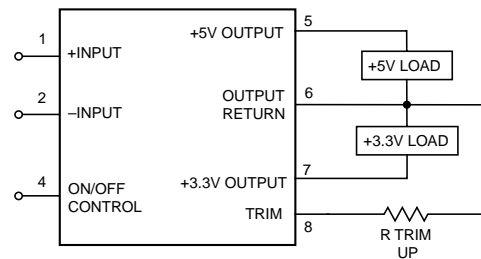 5
+5V OUTPUT
1
+INPUT
+5V LOAD
2
–INPUT
OUTPUT
RETURN
6
+3.3V LOAD
7
4
ON/OFF
CONTROL
+3.3V OUTPUT
TRIM
8
R TRIM
UP